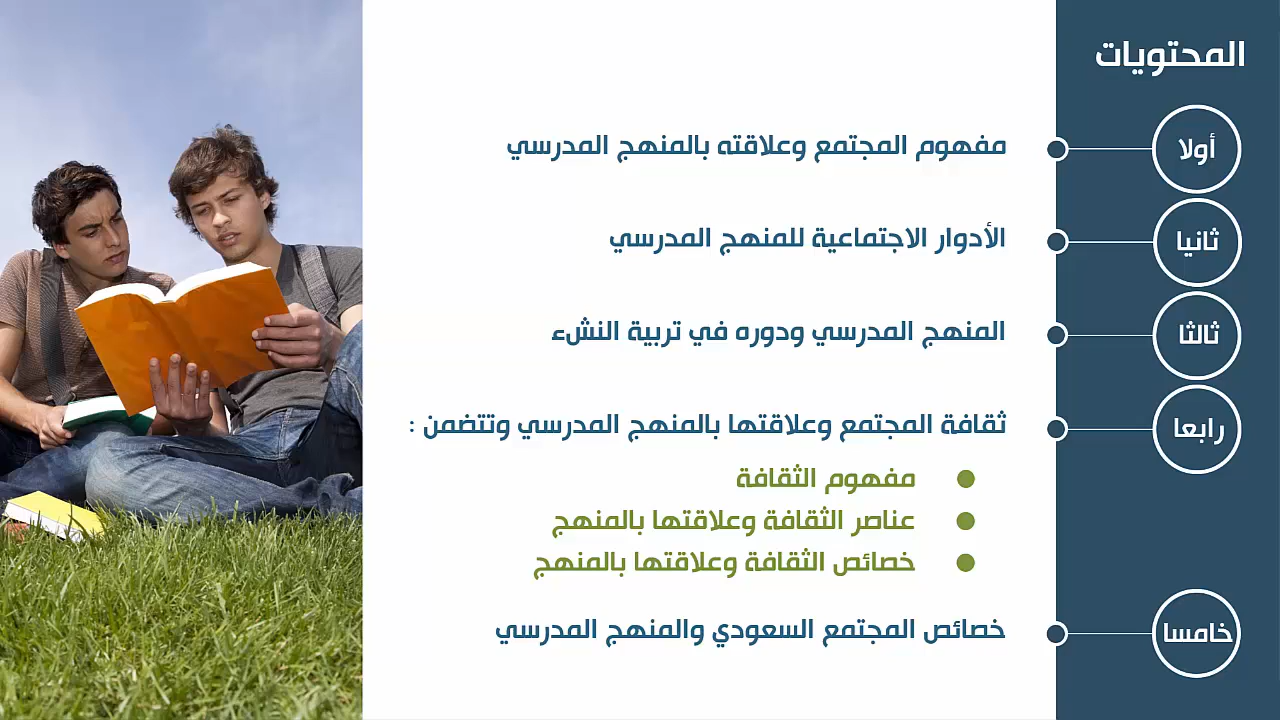 المحتويات
أولا
مفهوم المجتمع وعلاقته بالمنهج المدرسي
ثانيا
الأدوار الاجتماعية للمنهج المدرسي
ثالثا
المنهج المدرسي ودوره في تربية النشء
رابعا
ثقافة المجتمع وعلاقتها بالمنهج المدرسي وتتضمن :
● مفهوم الثقافة
● عناصر الثقافة وعلاقتها بالمنهج
● خصائص الثقافة وعلاقتها بالمنهج
خامسا
خصائص المجتمع السعودي والمنهج المدرسي